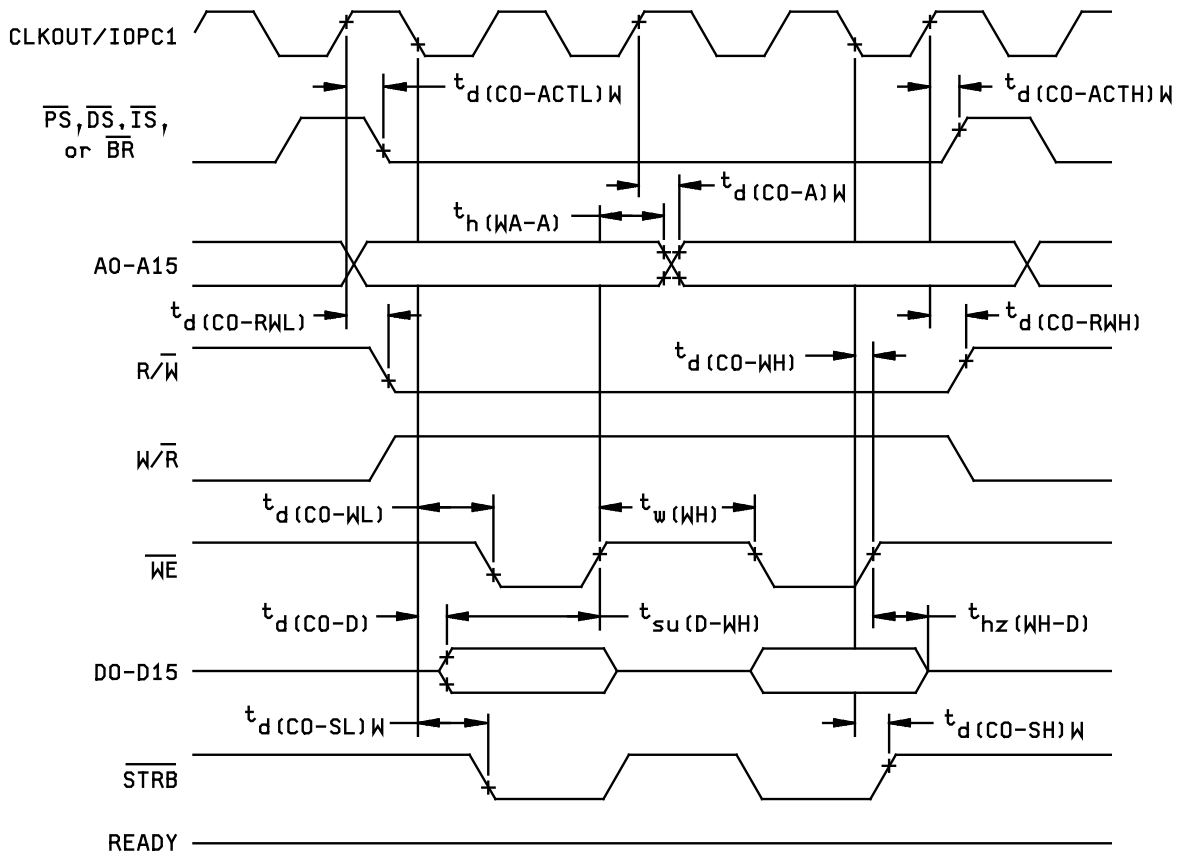 CLKOUT/IOPC1
td(CO-ACTL)W
td(CO-ACTH)W
PS, DS, IS,
or BR
td(CO-A)W
th(WA-A)
A0-A15
td(CO-RWL)
td(CO-RWH)
td(CO-WH)
R/W
W/R
td(CO-WL)
tw(WH)
WE
td(CO-D)
tsu(D-WH)
thz(WH-D)
D0-D15
td(CO-SL)W
td(CO-SH)W
STRB
READY